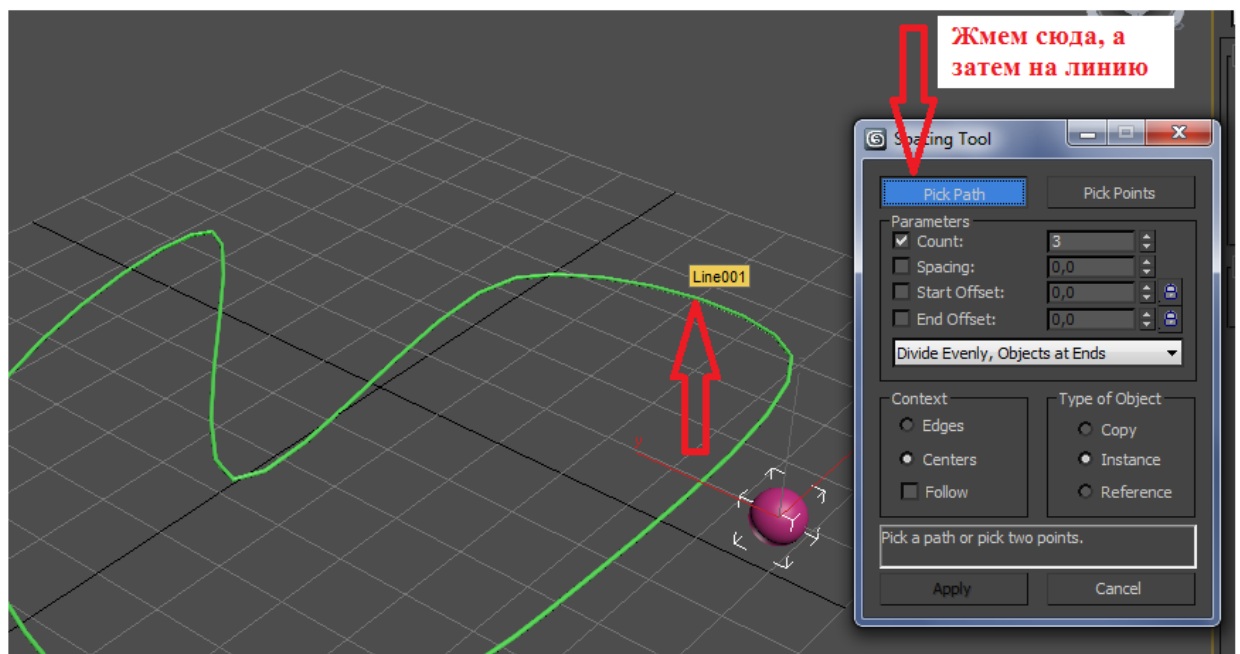 Жмем сюда, а
затем на линию
Spacing Tool
Pick Path
Pick Points
Parameters
Count:
3
Spacing:
0,0
Start Offset:
0,0
End Offset:
0,0
Divide Evenly, Objects at Ends
Context
Edges
Centers
Follow
Type of Object
Copy
Instance
Reference
Pick a path or pick two points.
Apply
Cancel
Line001
y